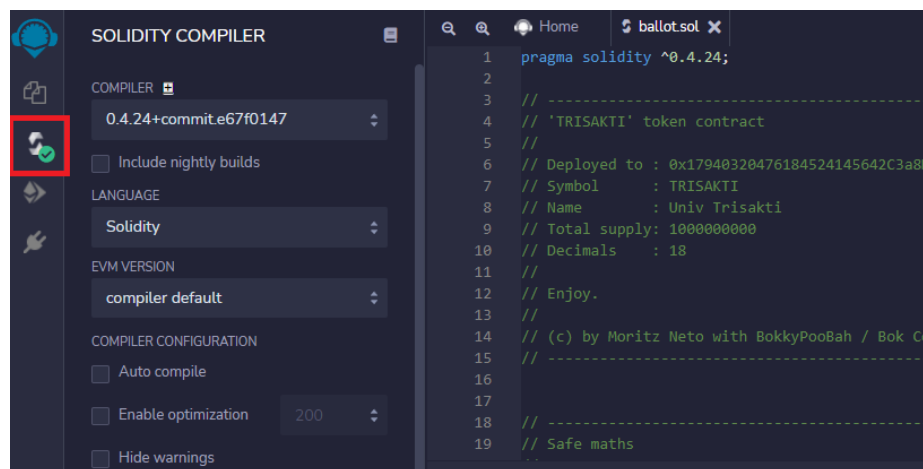 SOLIDITY COMPILER
COMPILER
0.4.24+commit.e67f0147
Include nightly builds
LANGUAGE
Solidity
EVM VERSION
compiler default
COMPILER CONFIGURATION
Auto compile
Enable optimization 200
Hide warnings
Home ballot.sol
1 pragma solidity ^0.4.24;
2
3 // -------------------------------------------
4 // 'TRISAKTI' token contract
5 //
6 // Deployed to : 0x17940320476184524145642C3a8
7 // Symbol : TRISAKTI
8 // Name : Univ Trisakti
9 // Total supply: 1000000000
10 // Decimals : 18
11 //
12 // Enjoy.
13 //
14 // (c) by Moritz Neto with BokkyPooBah / Bok C
15 // -------------------------------------------
16
17
18 // -------------------------------------------
19 // Safe maths